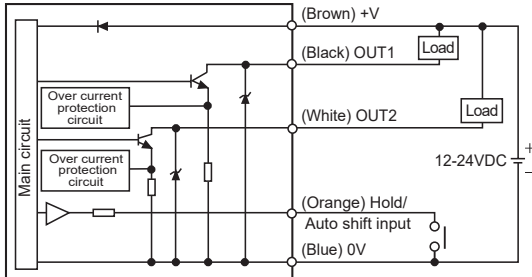 (Brown) +V
(Black) OUT1
Load
Over current
protection
circuit
(White) OUT2
Load
Main circuit
Over current
protection
circuit
12-24VDC
+
−
(Orange) Hold/
Auto shift input
(Blue) 0V